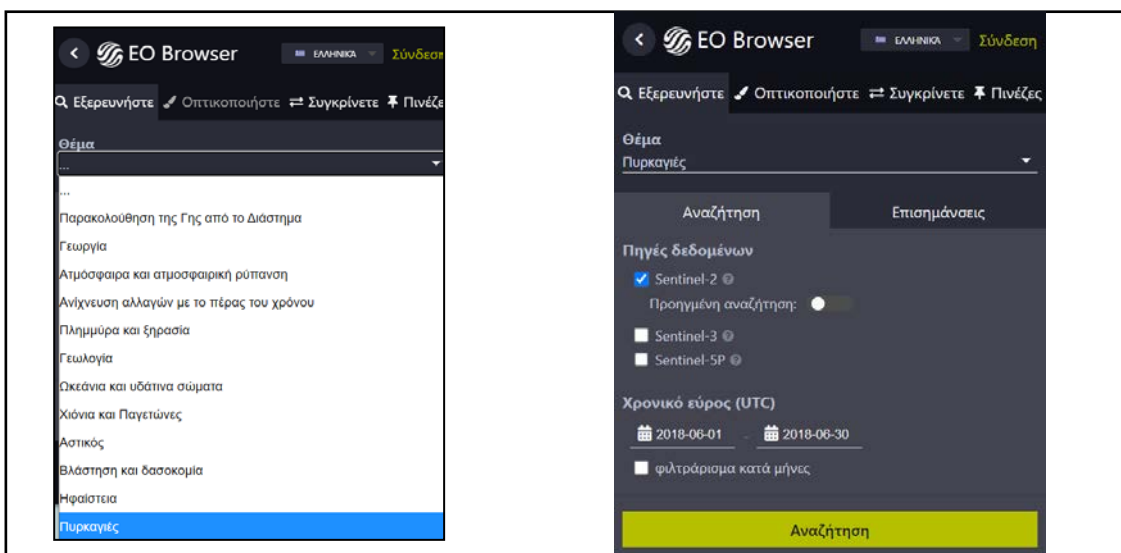 EO Browser
ΕΛΛΗΝΙΚΆ
Σύνδεση
Εξερευνήστε Οπτικοποιήστε Συγκρίνετε Πινέζε
Θέμα
...
...
Παρακολούθηση της Γης από το Διάστημα
Γεωργία
Ατμόσφαιρα και ατμοσφαιρική ρύπανση
Ανίχνευση αλλαγών με το πέρας του χρόνου
Πλημμύρα και ξηρασία
Γεωλογία
Ωκεάνια και υδάτινα σώματα
Χιόνια και Παγετώνες
Αστικός
Βλάστηση και δασοκομία
Ηφαίστεια
Πυρκαγιές
EO Browser
ΕΛΛΗΝΙΚΆ
Σύνδεση
Εξερευνήστε Οπτικοποιήστε Συγκρίνετε Πινέζες
Θέμα
Πυρκαγιές
Αναζήτηση Επισημάνσεις
Πηγές δεδομένων
Sentinel-2
Προηγμένη αναζήτηση:
Sentinel-3
Sentinel-5P
Χρονικό εύρος (UTC)
2018-06-01 - 2018-06-30
φιλτράρισμα κατά μήνες
Αναζήτηση